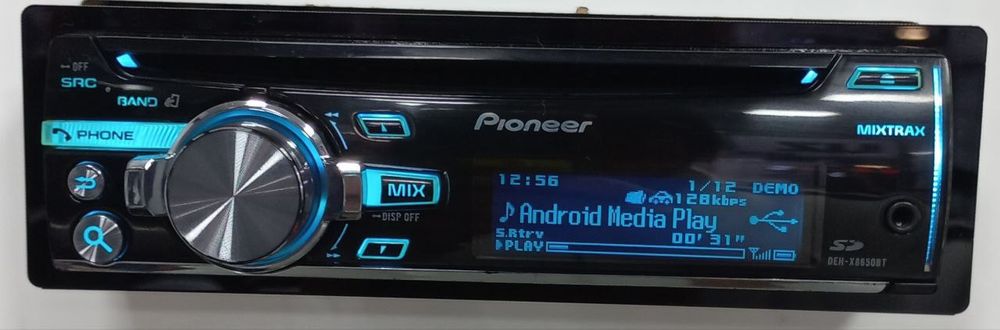 OFF
SRC
BAND
PHONE
MIX
DISP OFF
Pioneer
MIXTRAX
12:56 1/12 DEMO
128kbps
Android Media Play
S.Rtrv 00' 31"
PLAY
SD
DEH-X8650BT